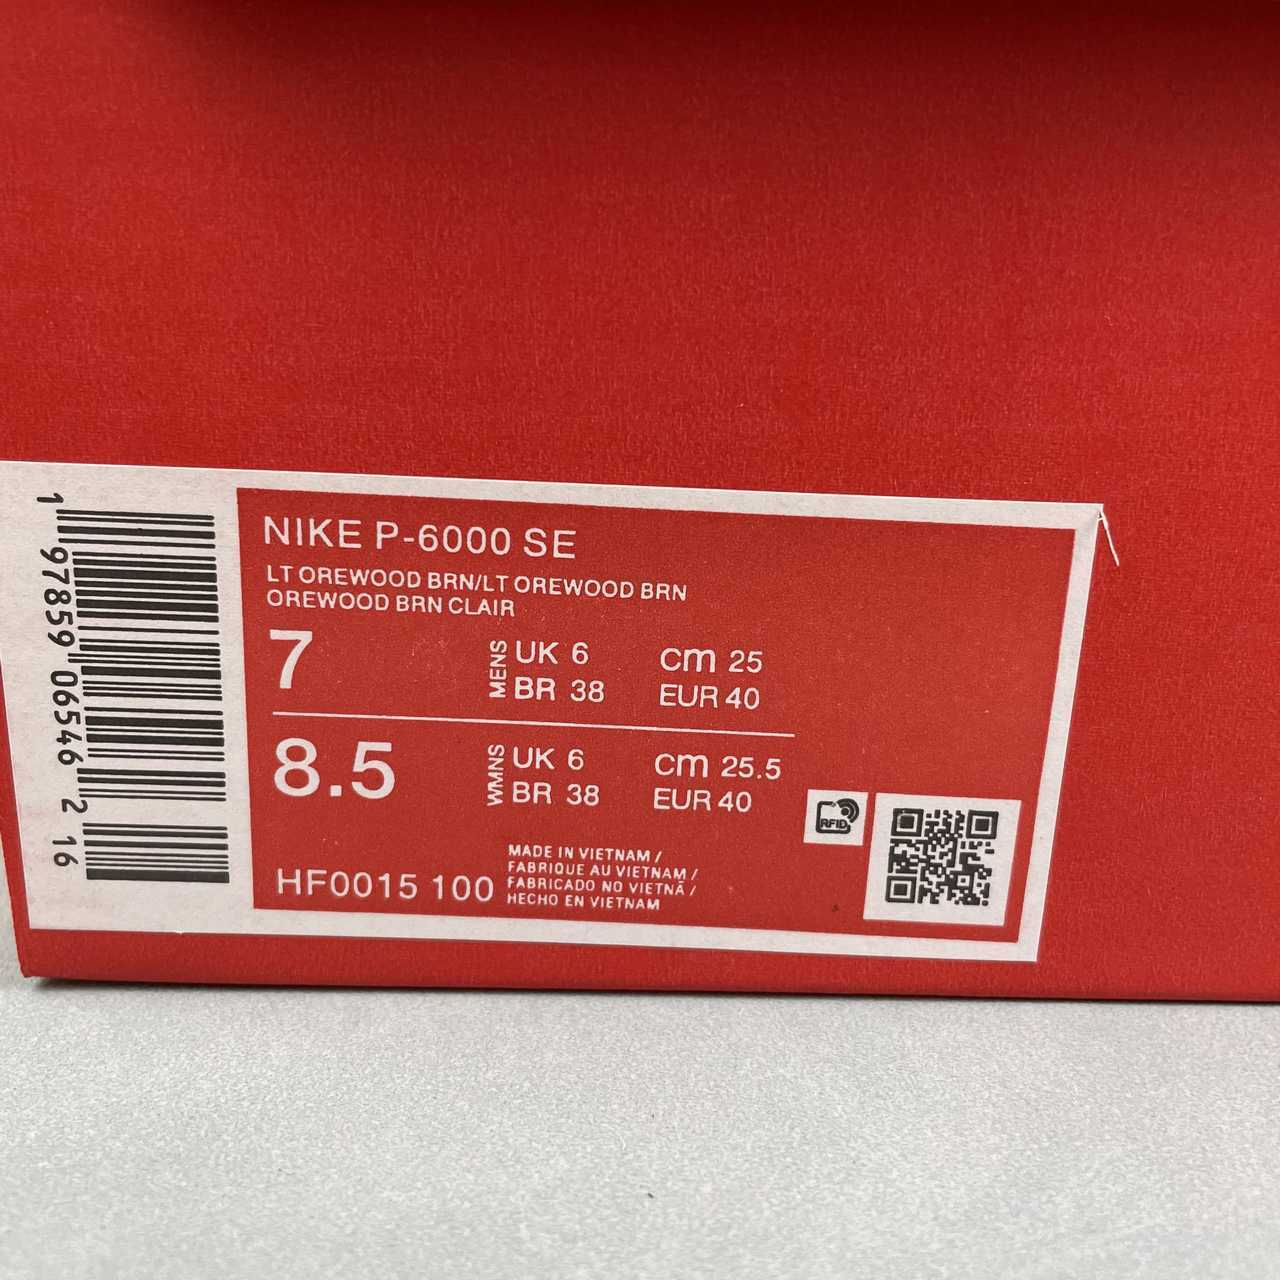 NIKE P-6000 SE
LT OREWOOD BRN/LT OREWOOD BRN
OREWOOD BRN CLAIR
7 MENS UK 6 cm 25
BR 38 EUR 40
8.5 WMNS UK 6 cm 25.5
BR 38 EUR 40
HF0015 100
MADE IN VIETNAM /
FABRIQUE AU VIETNAM /
FABRICADO NO VIETNÃ /
HECHO EN VIETNAM
RFID
1 97859 06546 2 16